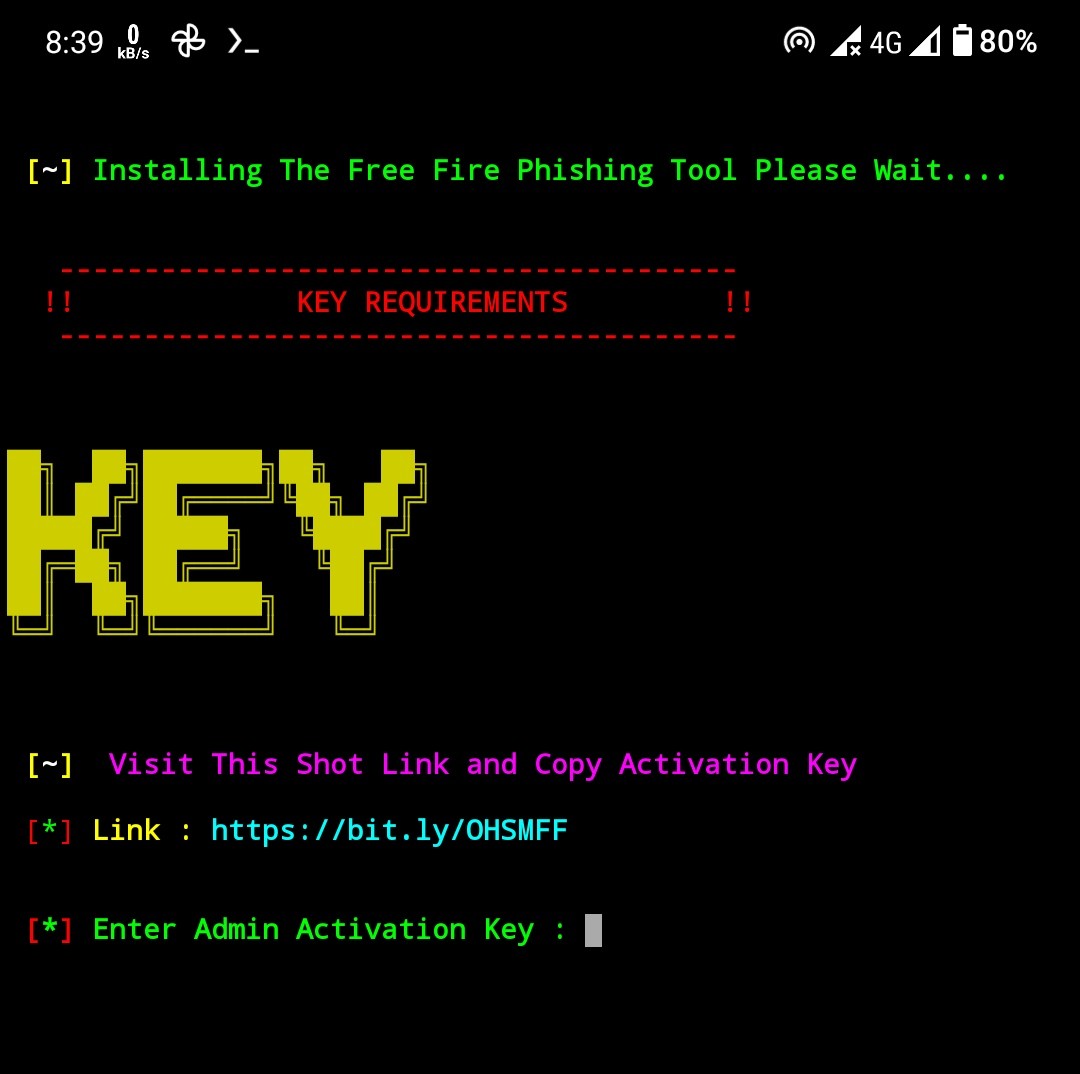 8:39 0 kB/s 4G 80%
[~] Installing The Free Fire Phishing Tool Please Wait....
----------------------------------------
!! KEY REQUIREMENTS !!
----------------------------------------
KEY
[~] Visit This Shot Link and Copy Activation Key
[*] Link : https://bit.ly/OHSMFF
[*] Enter Admin Activation Key :